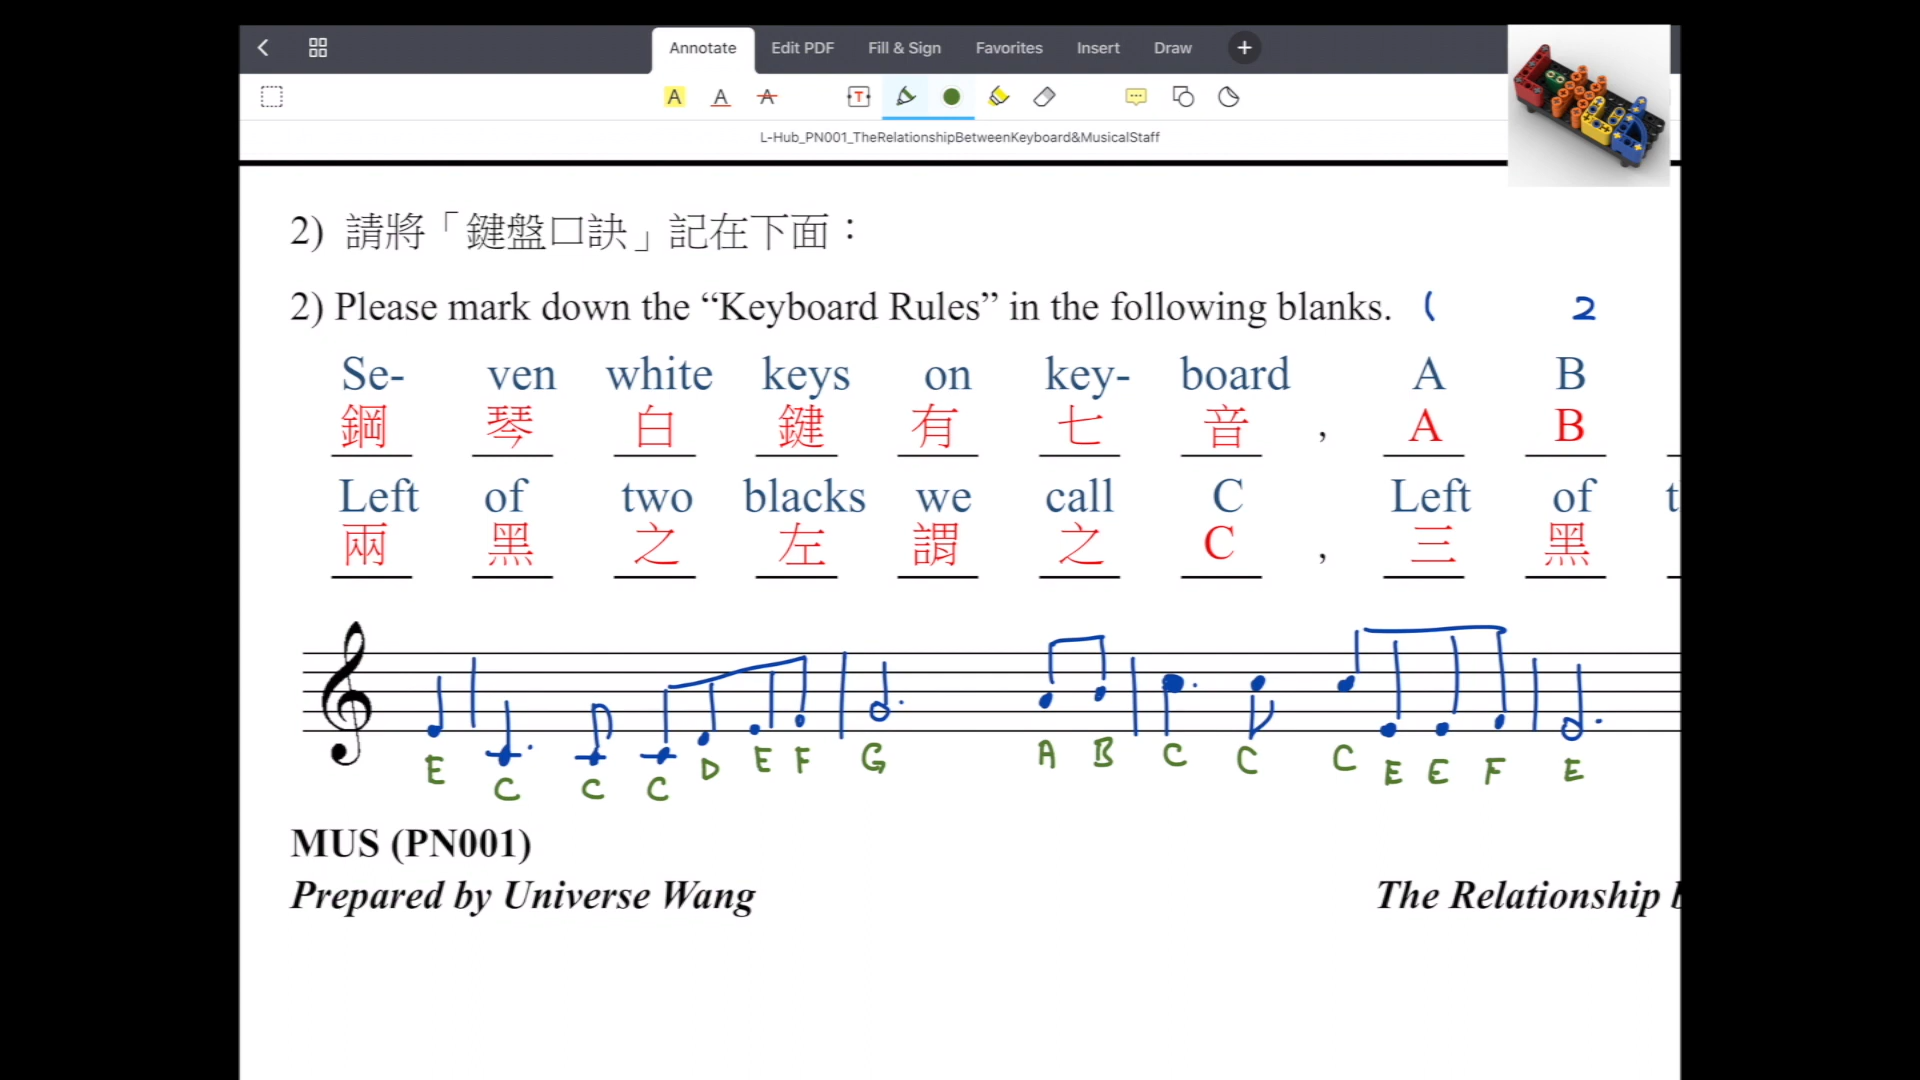 Annotate Edit PDF Fill & Sign Favorites Insert Draw
A A A T
L-Hub_PN001_TheRelationshipBetweenKeyboard&MusicalStaff
2) 請將「鍵盤口訣」記在下面：
2) Please mark down the “Keyboard Rules” in the following blanks. ( 2
Se- ven white keys on key- board A B
鋼 琴 白 鍵 有 七 音 , A B
Left of two blacks we call C Left of t
兩 黑 之 左 謂 之 C , 三 黑
E C C C D E F G A B C C C E E F E
MUS (PN001)
Prepared by Universe Wang The Relationship b